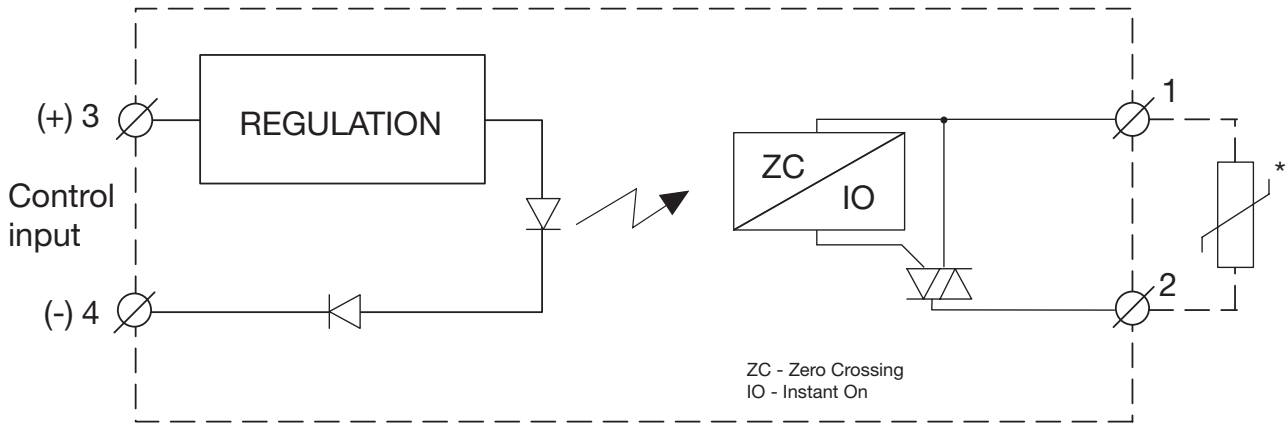 (+) 3
REGULATION
Control
input
(-) 4
ZC
IO
1
*
2
ZC - Zero Crossing
IO - Instant On